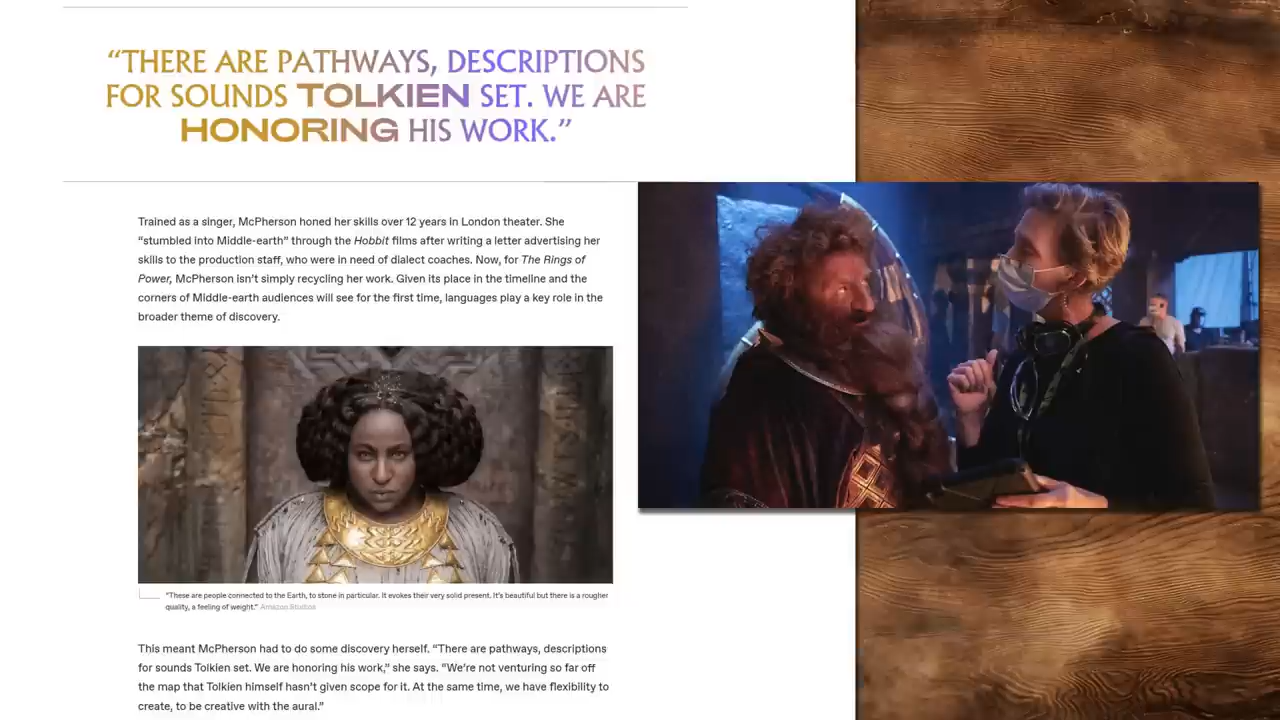 “THERE ARE PATHWAYS, DESCRIPTIONS
FOR SOUNDS TOLKIEN SET. WE ARE
HONORING HIS WORK.”
Trained as a singer, McPherson honed her skills over 12 years in London theater. She
“stumbled into Middle-earth” through the Hobbit films after writing a letter advertising her
skills to the production staff, who were in need of dialect coaches. Now, for The Rings of
Power, McPherson isn’t simply recycling her work. Given its place in the timeline and the
corners of Middle-earth audiences will see for the first time, languages play a key role in the
broader theme of discovery.
“These are people connected to the Earth, to stone in particular. It evokes their very solid present. It’s beautiful but there is a rougher
quality, a feeling of weight.” Amazon Studios
This meant McPherson had to do some discovery herself. “There are pathways, descriptions
for sounds Tolkien set. We are honoring his work,” she says. “We’re not venturing so far off
the map that Tolkien himself hasn’t given scope for it. At the same time, we have flexibility to
create, to be creative with the aural.”